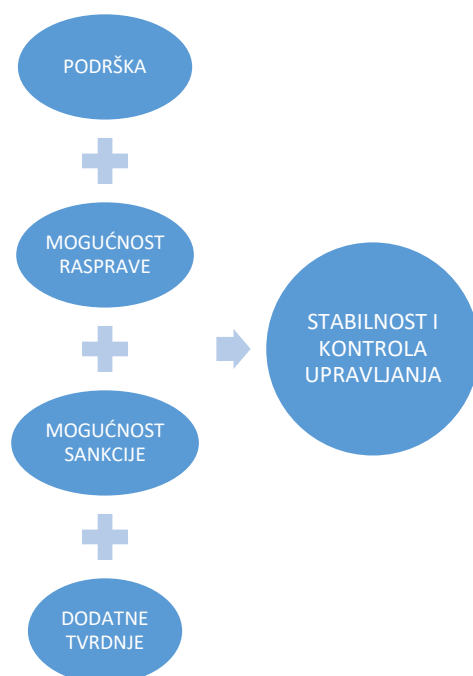 PODRŠKA
MOGUĆNOST
RASPRAVE
MOGUĆNOST
SANKCIJE
DODATNE
TVRDNJE
STABILNOST I
KONTROLA
UPRAVLJANJA